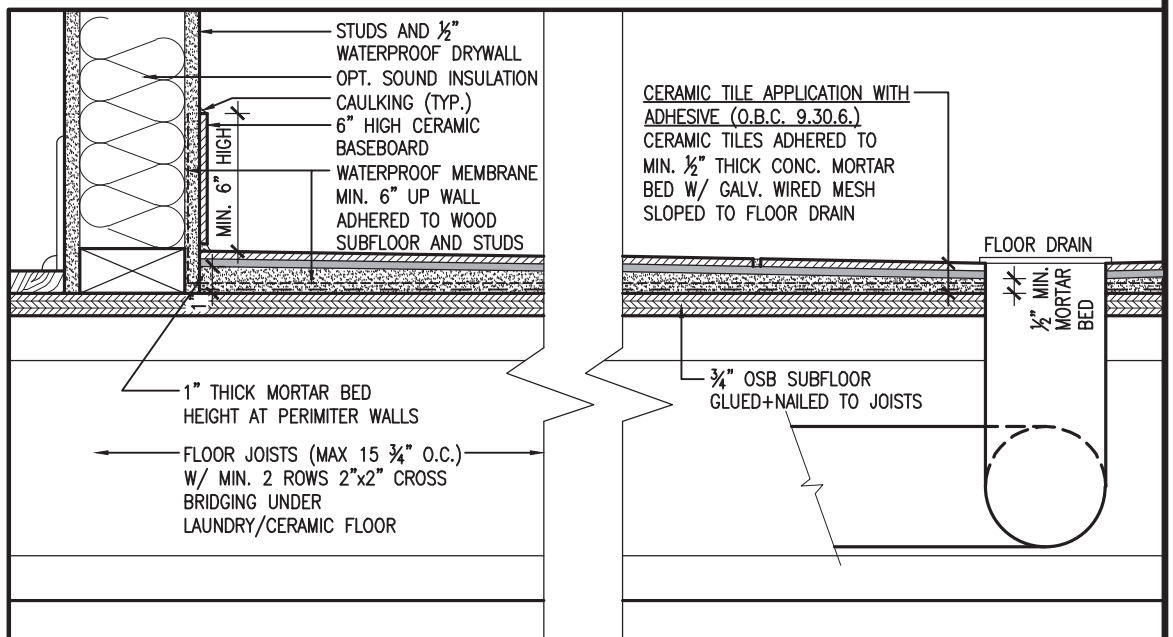 STUDS AND ½"
WATERPROOF DRYWALL
OPT. SOUND INSULATION
CAULKING (TYP.)
6" HIGH CERAMIC
BASEBOARD
WATERPROOF MEMBRANE
MIN. 6" UP WALL
ADHERED TO WOOD
SUBFLOOR AND STUDS
MIN. 6" HIGH
1"
1" THICK MORTAR BED
HEIGHT AT PERIMITER WALLS
FLOOR JOISTS (MAX 15 ¾" O.C.)
W/ MIN. 2 ROWS 2"x2" CROSS
BRIDGING UNDER
LAUNDRY/CERAMIC FLOOR
CERAMIC TILE APPLICATION WITH
ADHESIVE (O.B.C. 9.30.6.)
CERAMIC TILES ADHERED TO
MIN. ½" THICK CONC. MORTAR
BED W/ GALV. WIRED MESH
SLOPED TO FLOOR DRAIN
FLOOR DRAIN
½" MIN.
MORTAR
BED
¾" OSB SUBFLOOR
GLUED+NAILED TO JOISTS